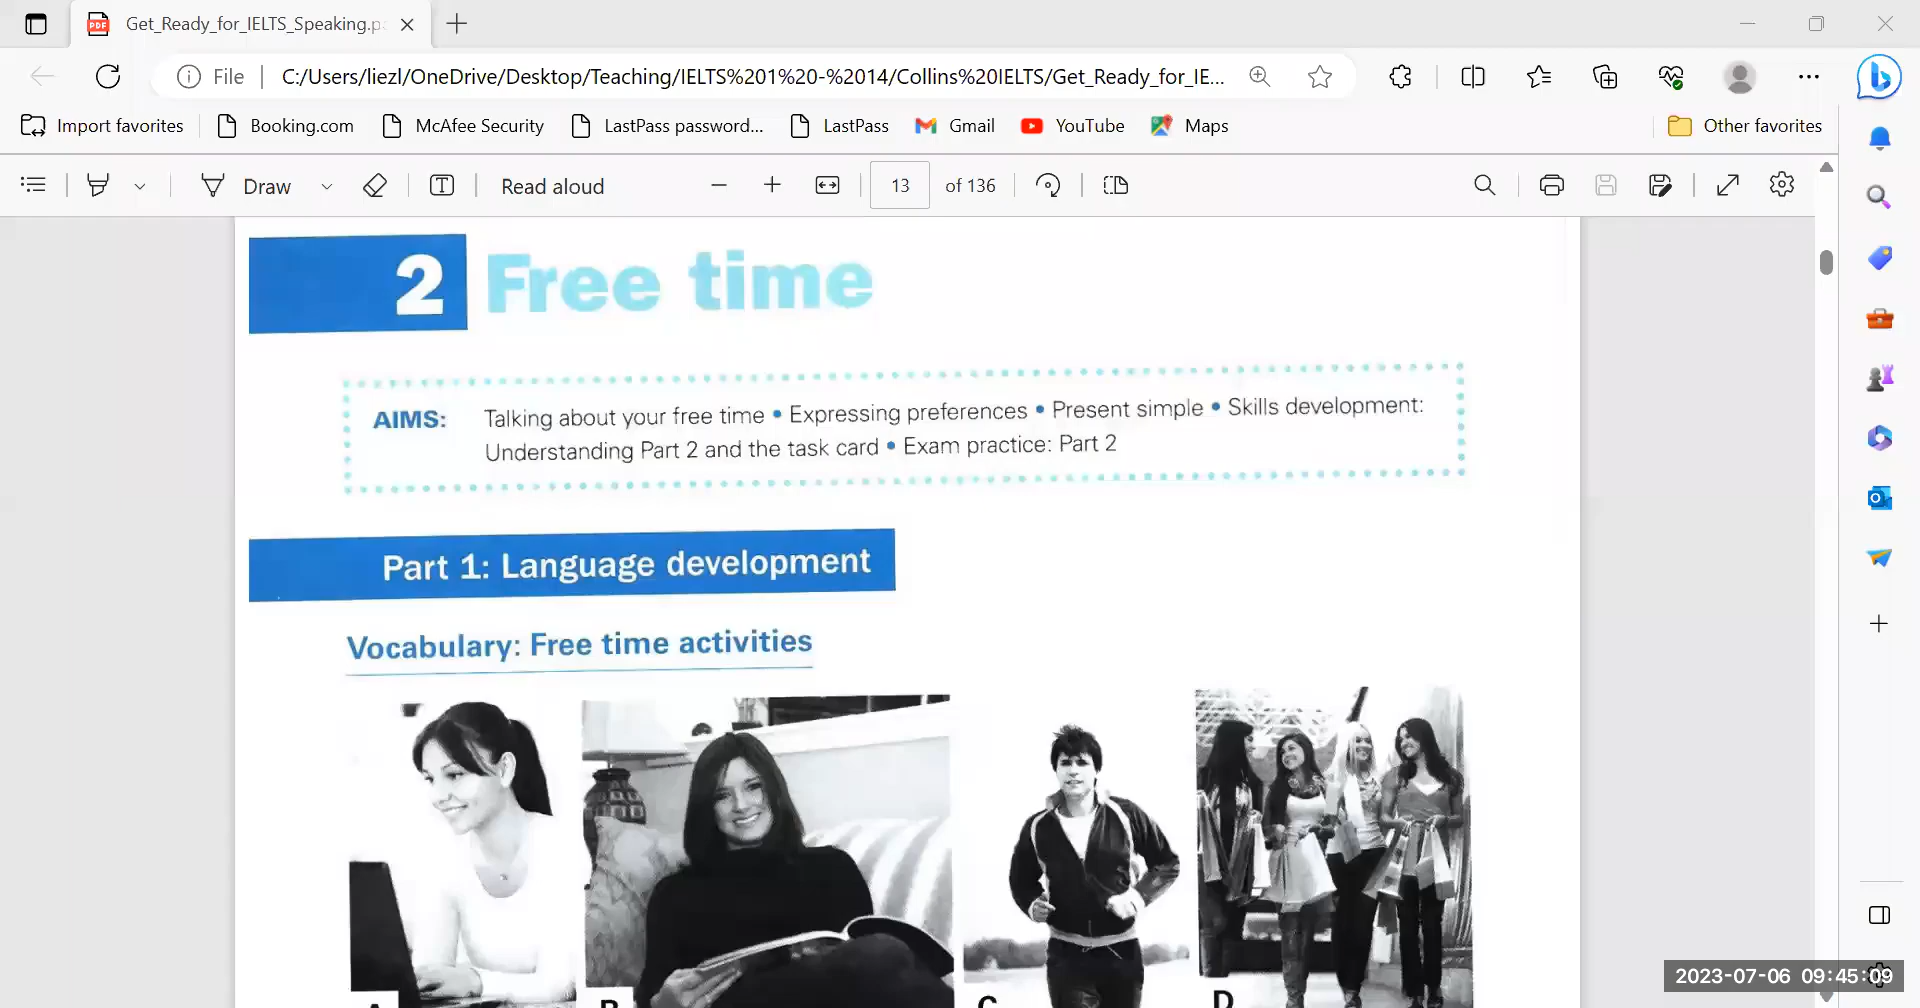 Get_Ready_for_IELTS_Speaking.p
File
C:/Users/liezl/OneDrive/Desktop/Teaching/IELTS%201%20-%2014/Collins%20IELTS/Get_Ready_for_IE...
Import favorites
Booking.com
McAfee Security
LastPass password...
LastPass
Gmail
YouTube
Maps
Other favorites
Draw
Read aloud
13
of 136
2 Free time
AIMS: Talking about your free time • Expressing preferences • Present simple • Skills development:
Understanding Part 2 and the task card • Exam practice: Part 2
Part 1: Language development
Vocabulary: Free time activities
A
B
C
D
2023-07-06 09:45:09